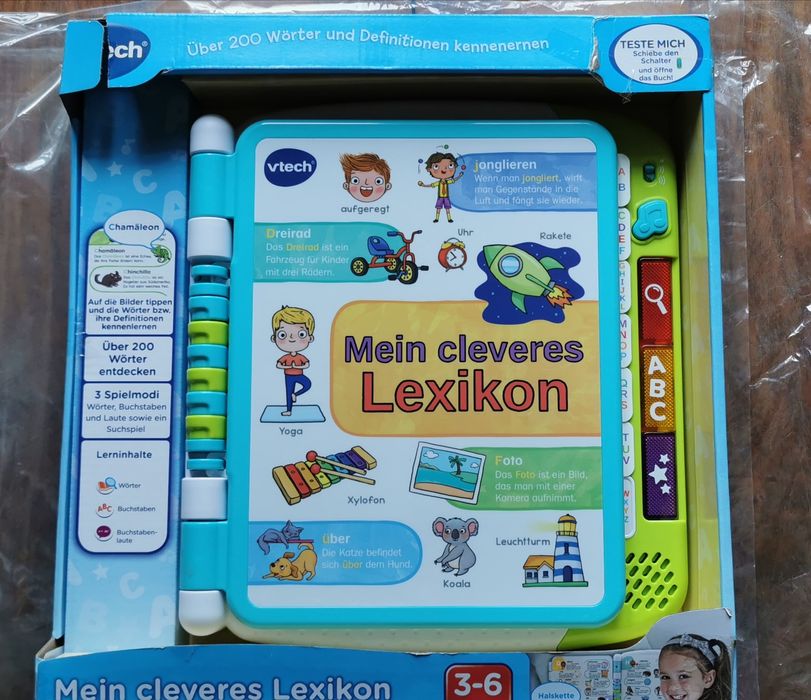 vtech
Über 200 Wörter und Definitionen kennenernen
TESTE MICH
Schiebe den
Schalter
und öffne
das Buch!
Chamäleon
Chamäleon
Chinchilla
Auf die Bilder tippen
und die Wörter bzw.
ihre Definitionen
kennenlernen
Über 200
Wörter
entdecken
3 Spielmodi
Wörter, Buchstaben
und Laute sowie ein
Suchspiel
Lerninhalte
Wörter
ABC
Buchstaben
Buchstaben-
laute
vtech
aufgeregt
jonglieren
Wenn man jongliert, wirft
man Gegenstände in die
Luft und fängt sie wieder.
Dreirad
Das Dreirad ist ein
Fahrzeug für Kinder
mit drei Rädern.
Uhr
Rakete
Mein cleveres
Lexikon
Yoga
Xylofon
Foto
Das Foto ist ein Bild,
das man mit einer
Kamera aufnimmt.
über
Die Katze befindet
sich über dem Hund.
Koala
Leuchtturm
A
B
C
D
E
F
G
H
I
J
K
L
M
N
O
P
Q
R
S
T
U
V
W
X
Y
Z
A
B
C
Mein cleveres Lexikon
3-6
Halskette